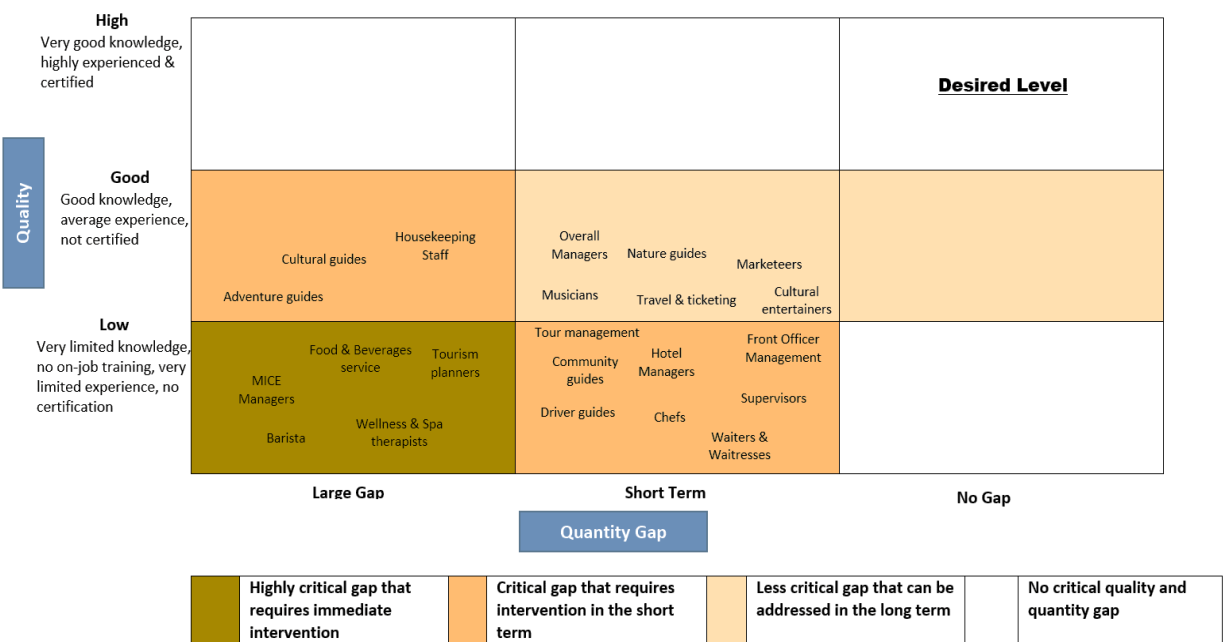 High
Very good knowledge,
highly experienced &
certified
Desired Level
Quality
Good
Good knowledge,
average experience,
not certified
Cultural guides
Housekeeping
Staff
Adventure guides
Overall
Managers
Nature guides
Marketeers
Musicians
Travel & ticketing
Cultural
entertainers
Low
Very limited knowledge,
no on-job training, very
limited experience, no
certification
Food & Beverages
service
Tourism
planners
MICE
Managers
Barista
Wellness & Spa
therapists
Tour management
Community
guides
Hotel
Managers
Front Officer
Management
Driver guides
Chefs
Supervisors
Waiters &
Waitresses
Large Gap
Short Term
No Gap
Quantity Gap
Highly critical gap that
requires immediate
intervention
Critical gap that requires
intervention in the short
term
Less critical gap that can be
addressed in the long term
No critical quality and
quantity gap